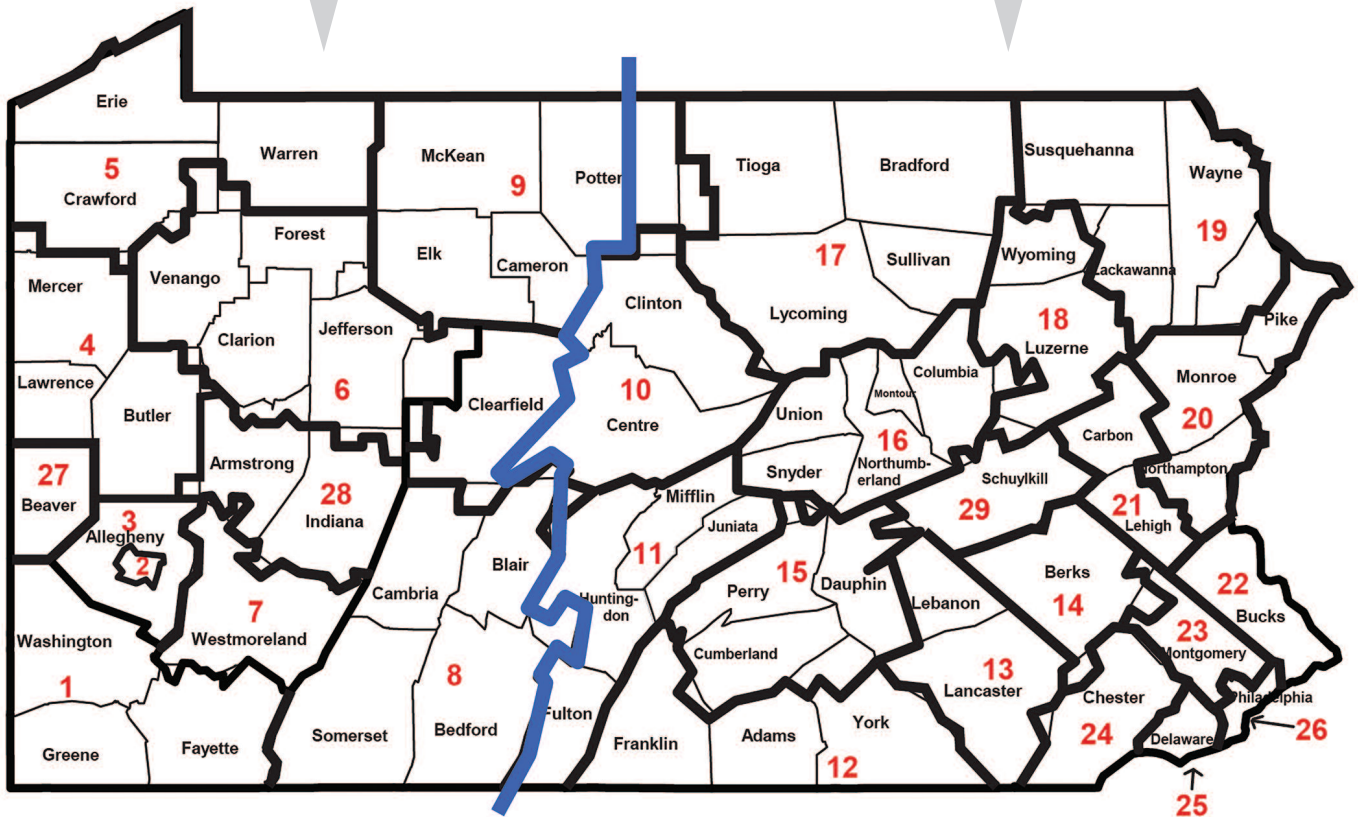 Erie
Warren
McKean
Potter
Tioga
Bradford
Susquehanna
Wayne
5
Crawford
9
17
19
Forest
Elk
Cameron
Sullivan
Wyoming
Lackawanna
Venango
Mercer
Clinton
Lycoming
18
Luzerne
Pike
4
Clarion
Jefferson
6
Lawrence
Butler
Clearfield
10
Centre
Union
Montour
Columbia
Monroe
20
16
Northumb-
erland
Snyder
Carbon
Northampton
27
Beaver
Armstrong
28
Indiana
Mifflin
Juniata
Schuylkill
29
21
Lehigh
3
Allegheny
2
11
Blair
Cambria
Hunting-
don
Perry
15
Dauphin
Lebanon
Berks
14
22
Bucks
Washington
1
7
Westmoreland
8
Cumberland
13
Lancaster
23
Montgomery
Chester
24
Philadelphia
26
Greene
Fayette
Somerset
Bedford
Fulton
Franklin
Adams
York
12
Delaware
25